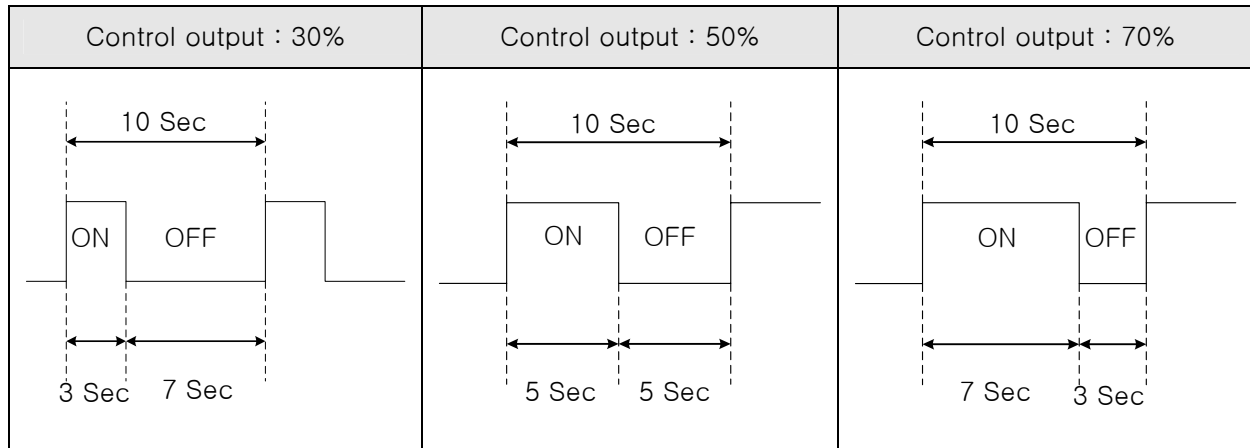 Control output : 30%
Control output : 50%
Control output : 70%
10 Sec
ON
OFF
3 Sec
7 Sec
10 Sec
ON
OFF
5 Sec
5 Sec
10 Sec
ON
OFF
7 Sec
3 Sec